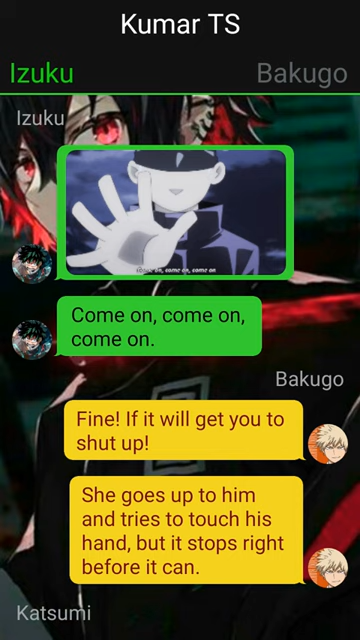 Kumar TS
Izuku
Bakugo
Izuku
Come on, come on, come on
Come on, come on,
come on.
Bakugo
Fine! If it will get you to
shut up!
She goes up to him
and tries to touch his
hand, but it stops right
before it can.
Katsumi